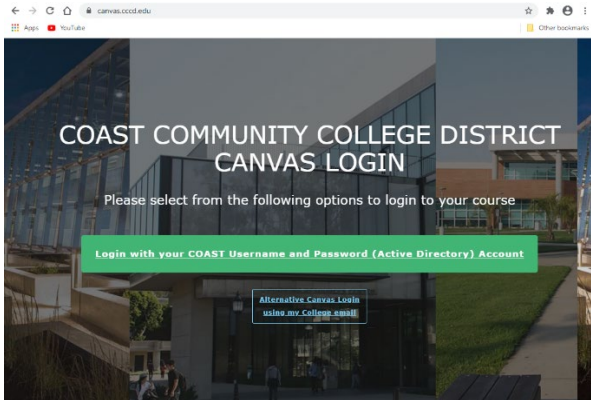 canvas.cccd.edu
Apps YouTube Other bookmarks
COAST COMMUNITY COLLEGE DISTRICT
CANVAS LOGIN
Please select from the following options to login to your course
Login with your COAST Username and Password (Active Directory) Account
Alternative Canvas Login
using my College email